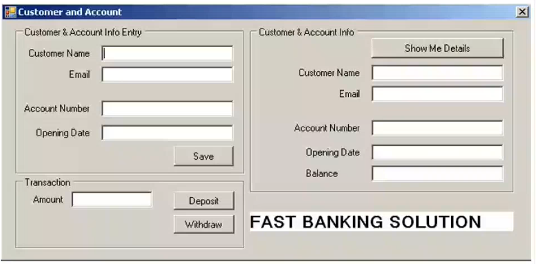 Customer and Account
Customer & Account Info Entry
Customer Name
Email
Account Number
Opening Date
Save
Transaction
Amount
Deposit
Withdraw
Customer & Account Info
Show Me Details
Customer Name
Email
Account Number
Opening Date
Balance
FAST BANKING SOLUTION